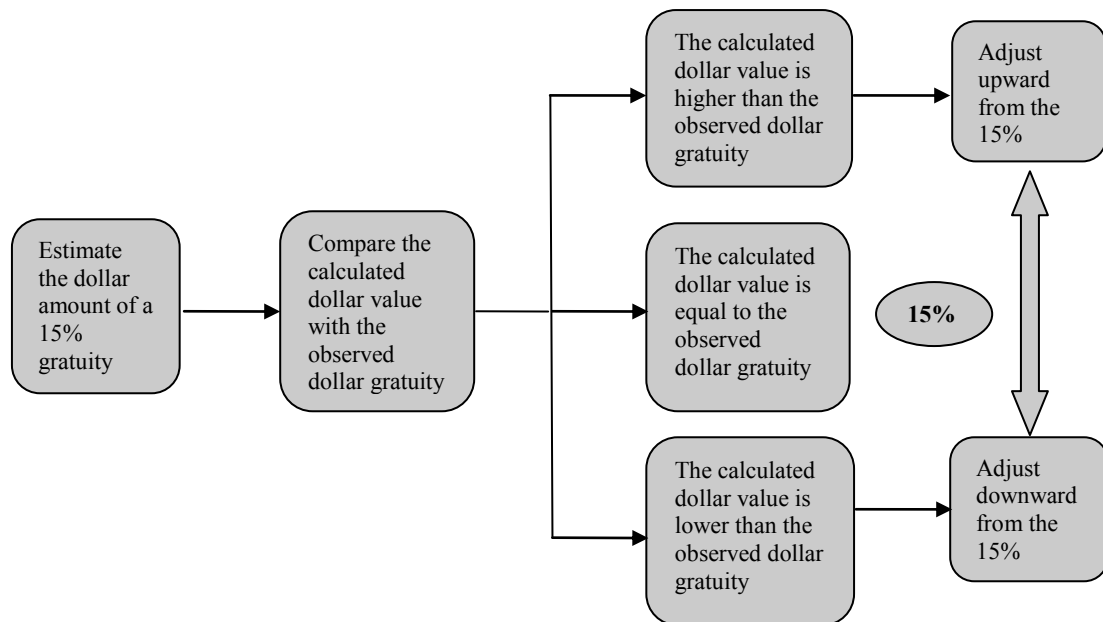 Estimate
the dollar
amount of a
15%
gratuity
Compare the
calculated
dollar value
with the
observed
dollar gratuity
The calculated
dollar value is
higher than the
observed dollar
gratuity
Adjust
upward
from the
15%
The calculated
dollar value is
equal to the
observed
dollar gratuity
15%
The calculated
dollar value is
lower than the
observed dollar
gratuity
Adjust
downward
from the
15%